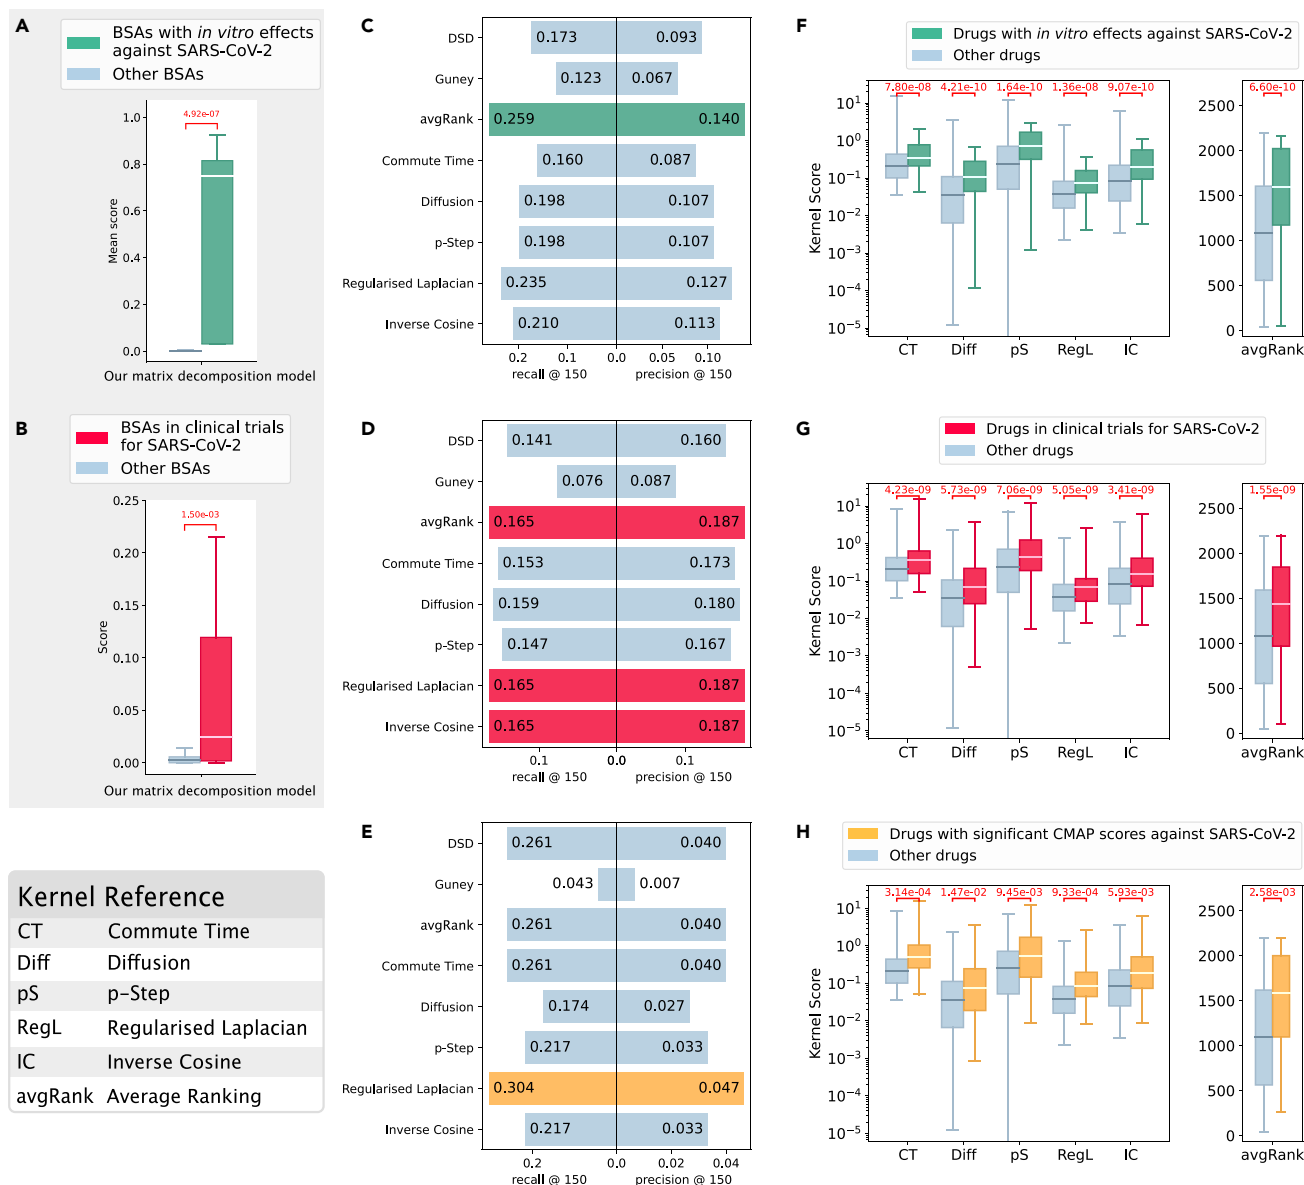 A
BSAs with in vitro effects
against SARS-CoV-2
Other BSAs
4.92e-07
1.0
0.8
0.6
0.4
0.2
0.0
Mean score
Our matrix decomposition model
B
BSAs in clinical trials
for SARS-CoV-2
Other BSAs
0.25
1.50e-03
0.20
0.15
0.10
0.05
0.00
Score
Our matrix decomposition model
Kernel Reference
CT Commute Time
Diff Diffusion
pS p-Step
RegL Regularised Laplacian
IC Inverse Cosine
avgRank Average Ranking
C
DSD 0.173 0.093
Guney 0.123 0.067
avgRank 0.259 0.140
Commute Time 0.160 0.087
Diffusion 0.198 0.107
p-Step 0.198 0.107
Regularised Laplacian 0.235 0.127
Inverse Cosine 0.210 0.113
0.2 0.1 0.0 0.05 0.10
recall @ 150 precision @ 150
D
DSD 0.141 0.160
Guney 0.076 0.087
avgRank 0.165 0.187
Commute Time 0.153 0.173
Diffusion 0.159 0.180
p-Step 0.147 0.167
Regularised Laplacian 0.165 0.187
Inverse Cosine 0.165 0.187
0.1 0.0 0.1
recall @ 150 precision @ 150
E
DSD 0.261 0.040
Guney 0.043 0.007
avgRank 0.261 0.040
Commute Time 0.261 0.040
Diffusion 0.174 0.027
p-Step 0.217 0.033
Regularised Laplacian 0.304 0.047
Inverse Cosine 0.217 0.033
0.2 0.0 0.02 0.04
recall @ 150 precision @ 150
F
Drugs with in vitro effects against SARS-CoV-2
Other drugs
7.80e-08 4.21e-10 1.64e-10 1.36e-08 9.07e-10 6.60e-10
10^1
10^0
10^-1
10^-2
10^-3
10^-4
10^-5
Kernel Score
CT Diff pS RegL IC
2500
2000
1500
1000
500
0
avgRank
G
Drugs in clinical trials for SARS-CoV-2
Other drugs
4.23e-09 5.73e-09 7.06e-09 5.05e-09 3.41e-09 1.55e-09
10^1
10^0
10^-1
10^-2
10^-3
10^-4
10^-5
Kernel Score
CT Diff pS RegL IC
2500
2000
1500
1000
500
0
avgRank
H
Drugs with significant CMAP scores against SARS-CoV-2
Other drugs
3.14e-04 1.47e-02 9.45e-03 9.33e-04 5.93e-03 2.58e-03
10^1
10^0
10^-1
10^-2
10^-3
10^-4
10^-5
Kernel Score
CT Diff pS RegL IC
2500
2000
1500
1000
500
0
avgRank